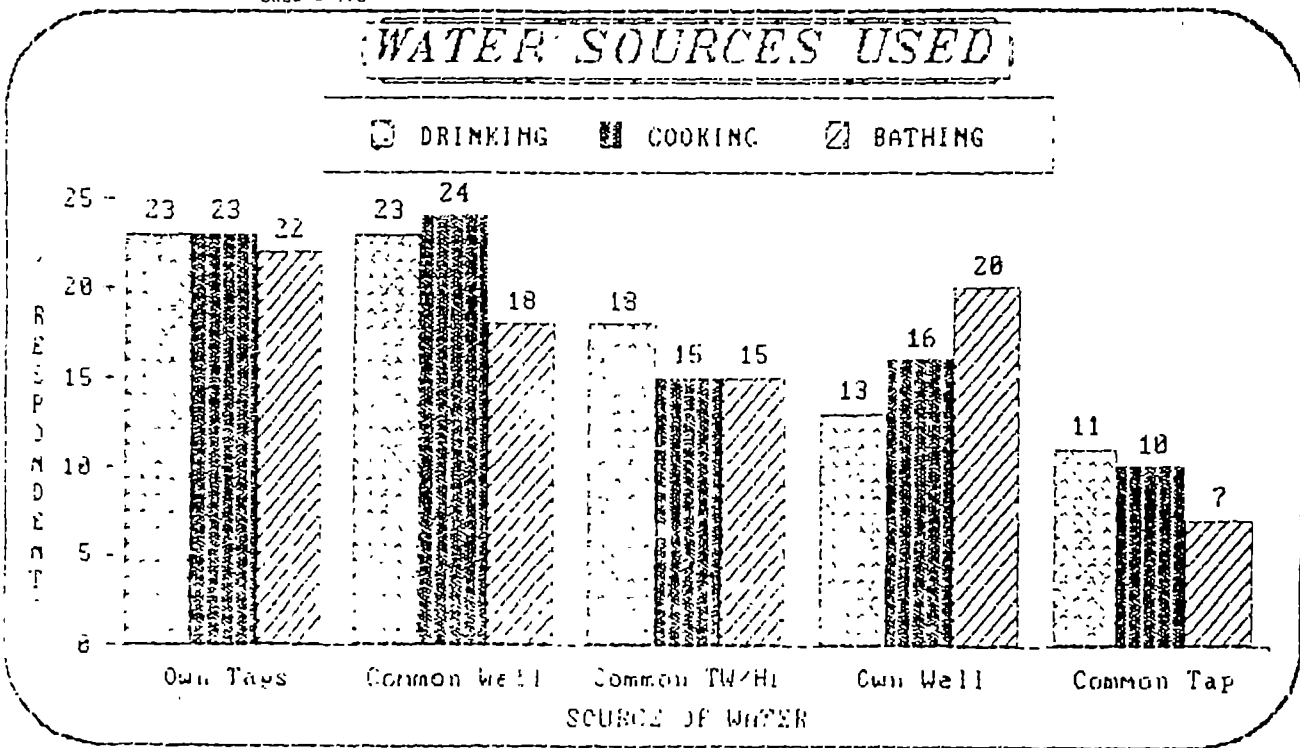 WATER SOURCES USED
DRINKING COOKING BATHING
25
23 23 22
23 24 18
18 15 15
13 16 20
11 10 7
20
15
10
5
0
RESPONDENT
Own Taps Common Well Common TW/H Own Well Common Tap
SOURCE OF WATER